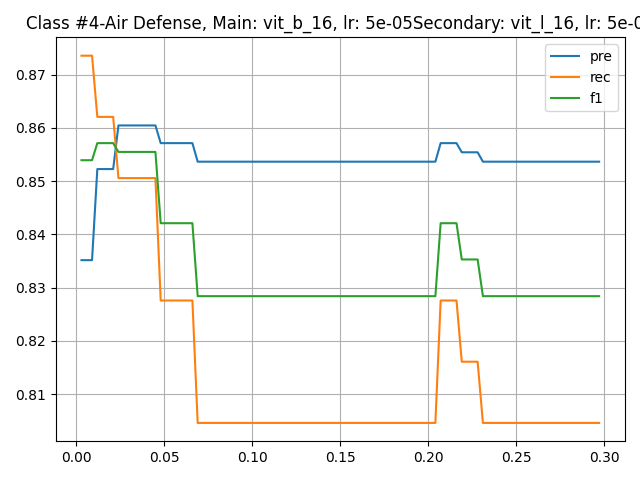 Class #4-Air Defense, Main: vit_b_16, lr: 5e-05Secondary: vit_l_16, lr: 5e-0
0.87
0.86
0.85
0.84
0.83
0.82
0.81
pre
rec
f1
0.00 0.05 0.10 0.15 0.20 0.25 0.30